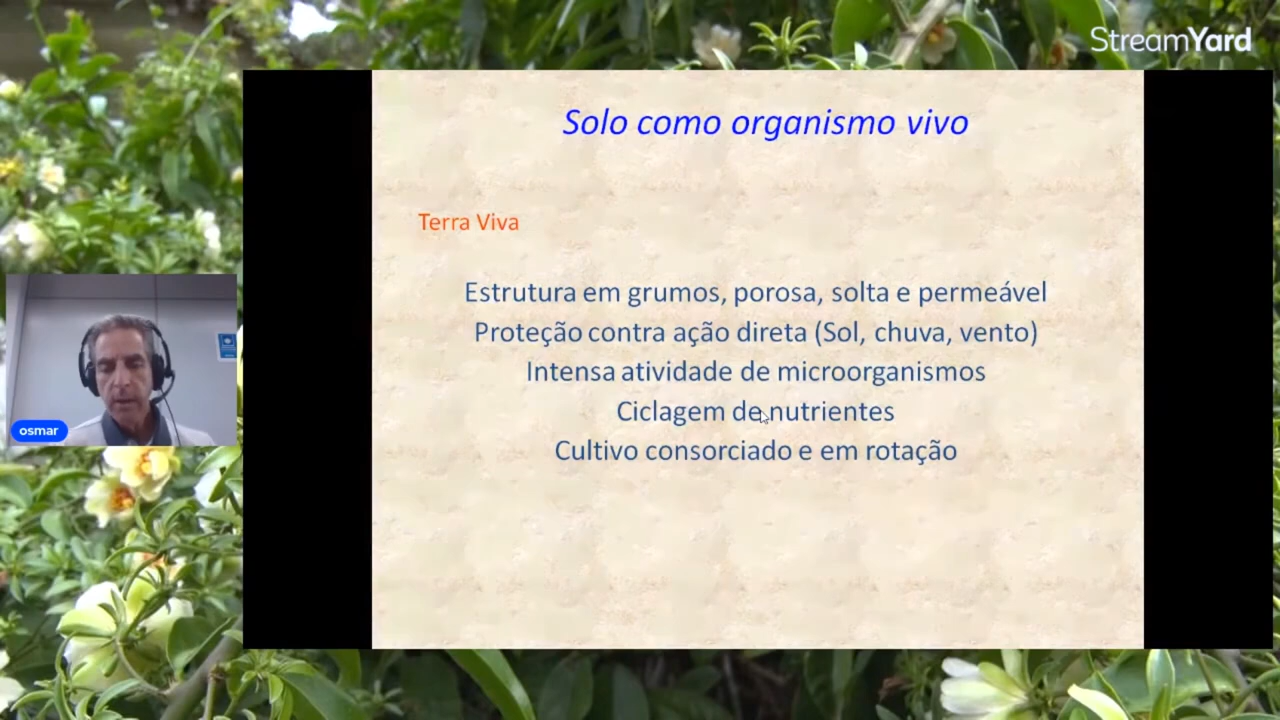 StreamYard
Solo como organismo vivo
Terra Viva
Estrutura em grumos, porosa, solta e permeável
Proteção contra ação direta (Sol, chuva, vento)
Intensa atividade de microorganismos
Ciclagem de nutrientes
Cultivo consorciado e em rotação
osmar